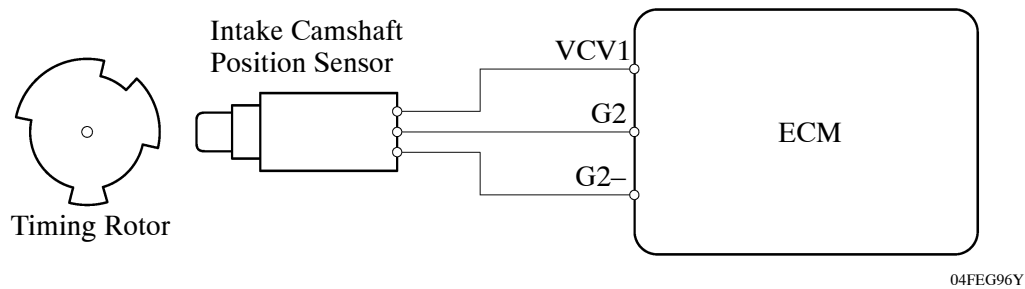 Intake Camshaft
Position Sensor
VCV1
G2
G2–
ECM
Timing Rotor
04FEG96Y